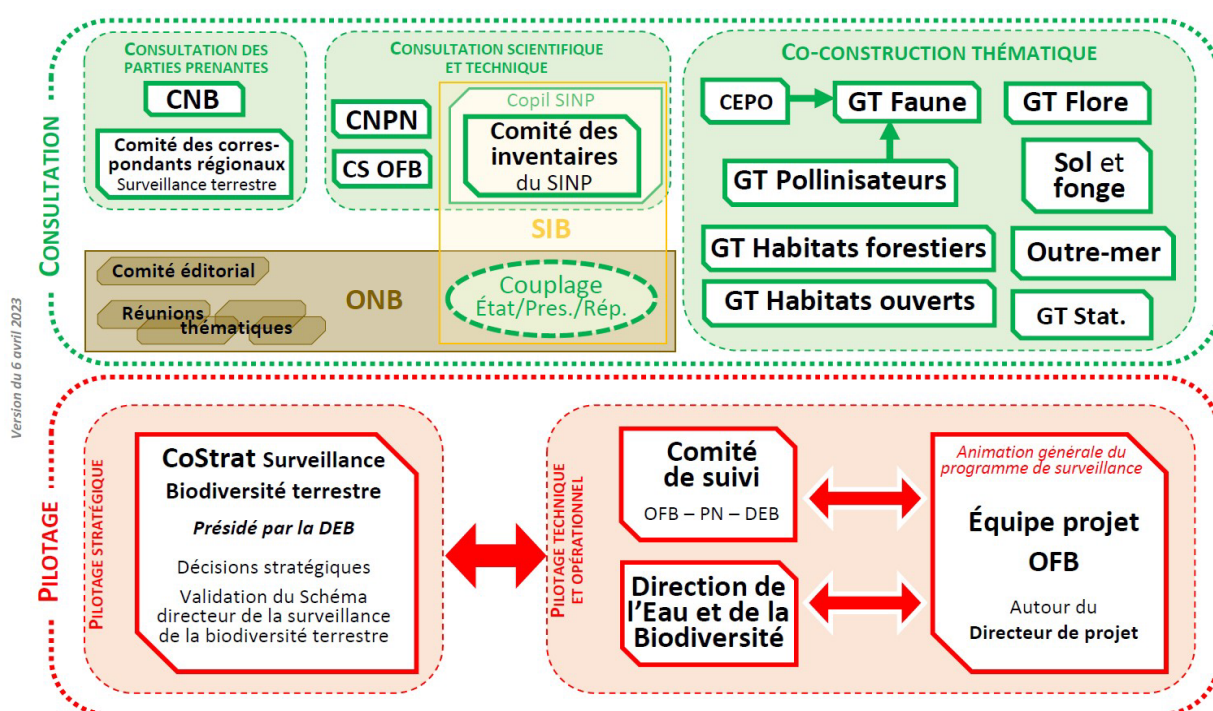 CONSULTATION
CONSULTATION DES
PARTIES PRENANTES
CNB
Comité des corres-
pondants régionaux
Surveillance terrestre
CONSULTATION SCIENTIFIQUE
ET TECHNIQUE
CNPN
CS OFB
Copil SINP
Comité des
inventaires
du SINP
SIB
CO-CONSTRUCTION THÉMATIQUE
CEPO
GT Faune
GT Flore
GT Pollinisateurs
Sol et
fonge
GT Habitats forestiers
Outre-mer
GT Habitats ouverts
GT Stat.
Comité éditorial
Réunions
thématiques
ONB
Couplage
État/Pres./Rép.
Version du 6 avril 2023
PILOTAGE
PILOTAGE STRATÉGIQUE
CoStrat Surveillance
Biodiversité terrestre
Présidé par la DEB
Décisions stratégiques
Validation du Schéma
directeur de la surveillance
de la biodiversité terrestre
PILOTAGE TECHNIQUE
ET OPÉRATIONNEL
Comité
de suivi
OFB – PN – DEB
Direction de
l'Eau et de la
Biodiversité
Animation générale du
programme de surveillance
Équipe projet
OFB
Autour du
Directeur de projet